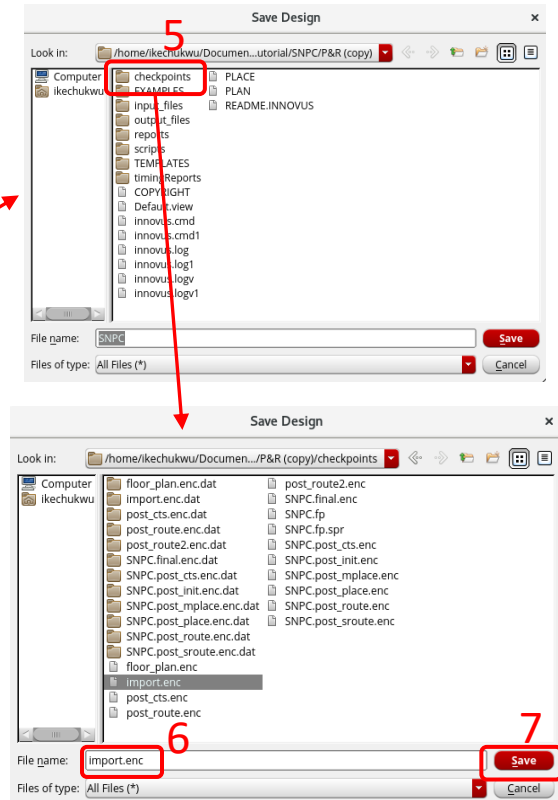 Save Design
×
5
Look in: /home/ikechukwu/Documen...utorial/SNPC/P&R (copy)
Computer
ikechukwu
checkpoints
EXAMPLES
input_files
output_files
reports
scripts
TEMPLATES
timingReports
COPYRIGHT
Default.view
innovus.cmd
innovus.cmd1
innovus.log
innovus.log1
innovus.logv
innovus.logv1
PLACE
PLAN
README.INNOVUS
File name: SNPC
Save
Files of type: All Files (*)
Cancel
Save Design
×
Look in: /home/ikechukwu/Documen.../P&R (copy)/checkpoints
Computer
ikechukwu
floor_plan.enc.dat
import.enc.dat
post_cts.enc.dat
post_route.enc.dat
post_route2.enc.dat
SNPC.final.enc.dat
SNPC.post_cts.enc.dat
SNPC.post_init.enc.dat
SNPC.post_mplace.enc.dat
SNPC.post_place.enc.dat
SNPC.post_route.enc.dat
SNPC.post_sroute.enc.dat
floor_plan.enc
import.enc
post_cts.enc
post_route.enc
post_route2.enc
SNPC.final.enc
SNPC.fp
SNPC.fp.spr
SNPC.post_cts.enc
SNPC.post_init.enc
SNPC.post_mplace.enc
SNPC.post_place.enc
SNPC.post_route.enc
SNPC.post_sroute.enc
6
7
File name: import.enc
Save
Files of type: All Files (*)
Cancel